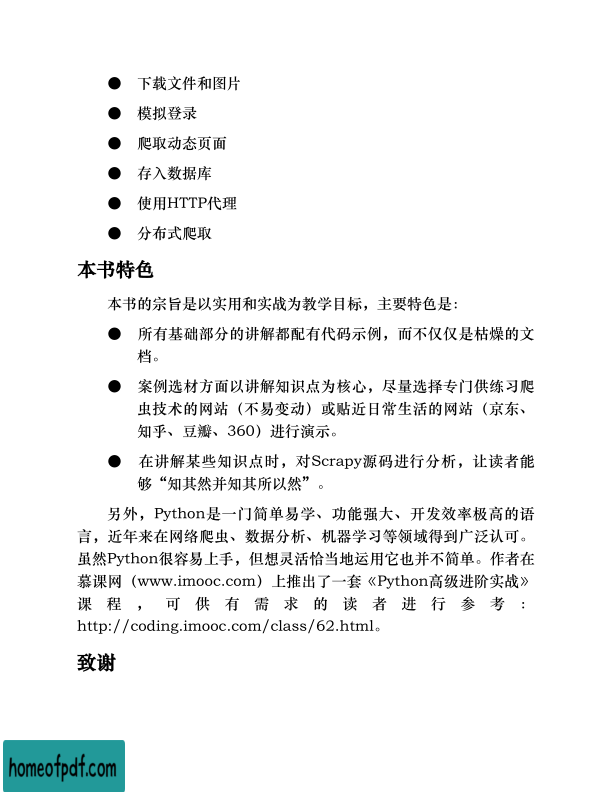 ● 下载文件和图片
● 模拟登录
● 爬取动态页面
● 存入数据库
● 使用HTTP代理
● 分布式爬取
本书特色
本书的宗旨是以实用和实战为教学目标，主要特色是：
● 所有基础部分的讲解都配有代码示例，而不仅仅是枯燥的文
档。
● 案例选材方面以讲解知识点为核心，尽量选择专门供练习爬
虫技术的网站（不易变动）或贴近日常生活的网站（京东、
知乎、豆瓣、360）进行演示。
● 在讲解某些知识点时，对Scrapy源码进行分析，让读者能
够“知其然并知其所以然”。
另外，Python是一门简单易学、功能强大、开发效率极高的语
言，近年来在网络爬虫、数据分析、机器学习等领域得到广泛认可。
虽然Python很容易上手，但想灵活恰当地运用它也并不简单。作者在
慕课网（www.imooc.com）上推出了一套《Python高级进阶实战》
课程，可供有需求的读者进行参考：
http://coding.imooc.com/class/62.html。
致谢
homeofpdf.com